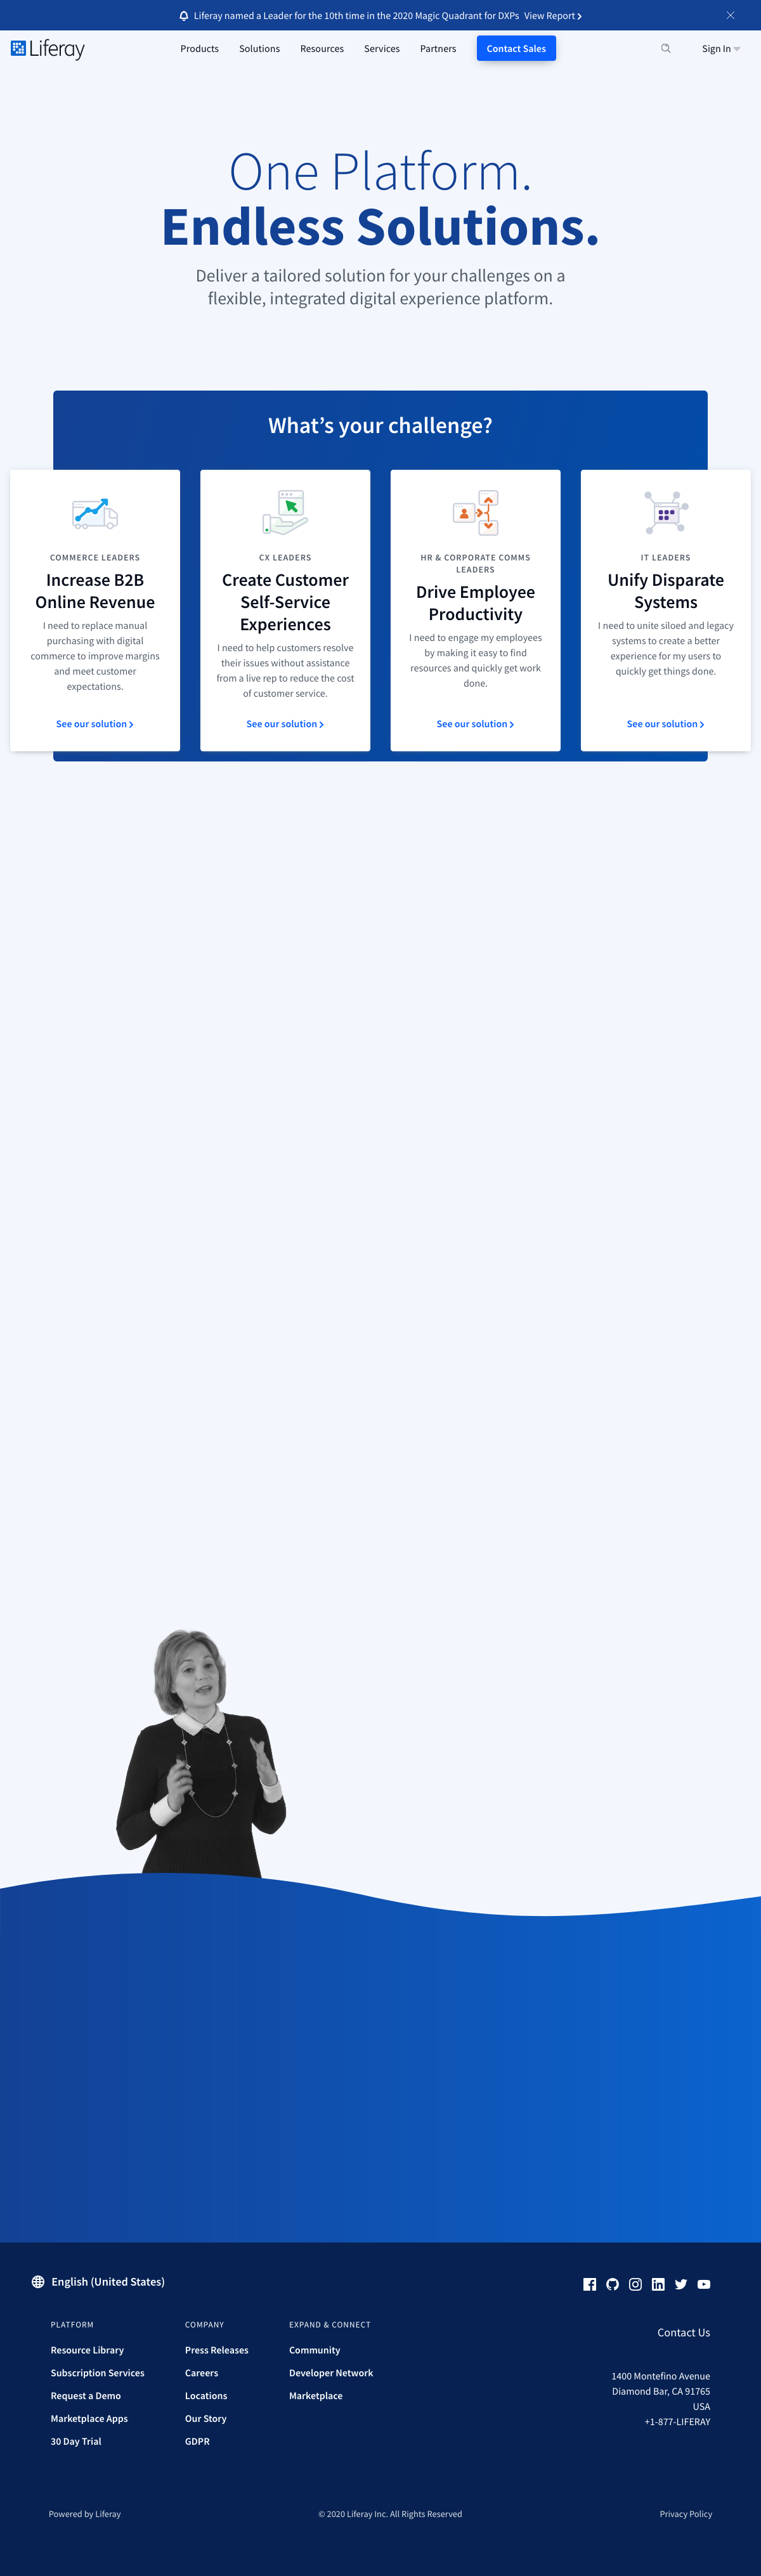 Liferay named a Leader for the 10th time in the 2020 Magic Quadrant for DXPs View Report
Liferay
Products Solutions Resources Services Partners Contact Sales Sign In
One Platform.
Endless Solutions.
Deliver a tailored solution for your challenges on a
flexible, integrated digital experience platform.
What’s your challenge?
COMMERCE LEADERS
Increase B2B
Online Revenue
I need to replace manual
purchasing with digital
commerce to improve margins
and meet customer
expectations.
See our solution
CX LEADERS
Create Customer
Self-Service
Experiences
I need to help customers resolve
their issues without assistance
from a live rep to reduce the cost
of customer service.
See our solution
HR & CORPORATE COMMS
LEADERS
Drive Employee
Productivity
I need to engage my employees
by making it easy to find
resources and quickly get work
done.
See our solution
IT LEADERS
Unify Disparate
Systems
I need to unite siloed and legacy
systems to create a better
experience for my users to
quickly get things done.
See our solution
English (United States)
PLATFORM
Resource Library
Subscription Services
Request a Demo
Marketplace Apps
30 Day Trial
COMPANY
Press Releases
Careers
Locations
Our Story
GDPR
EXPAND & CONNECT
Community
Developer Network
Marketplace
Contact Us
1400 Montefino Avenue
Diamond Bar, CA 91765
USA
+1-877-LIFERAY
Powered by Liferay
© 2020 Liferay Inc. All Rights Reserved
Privacy Policy